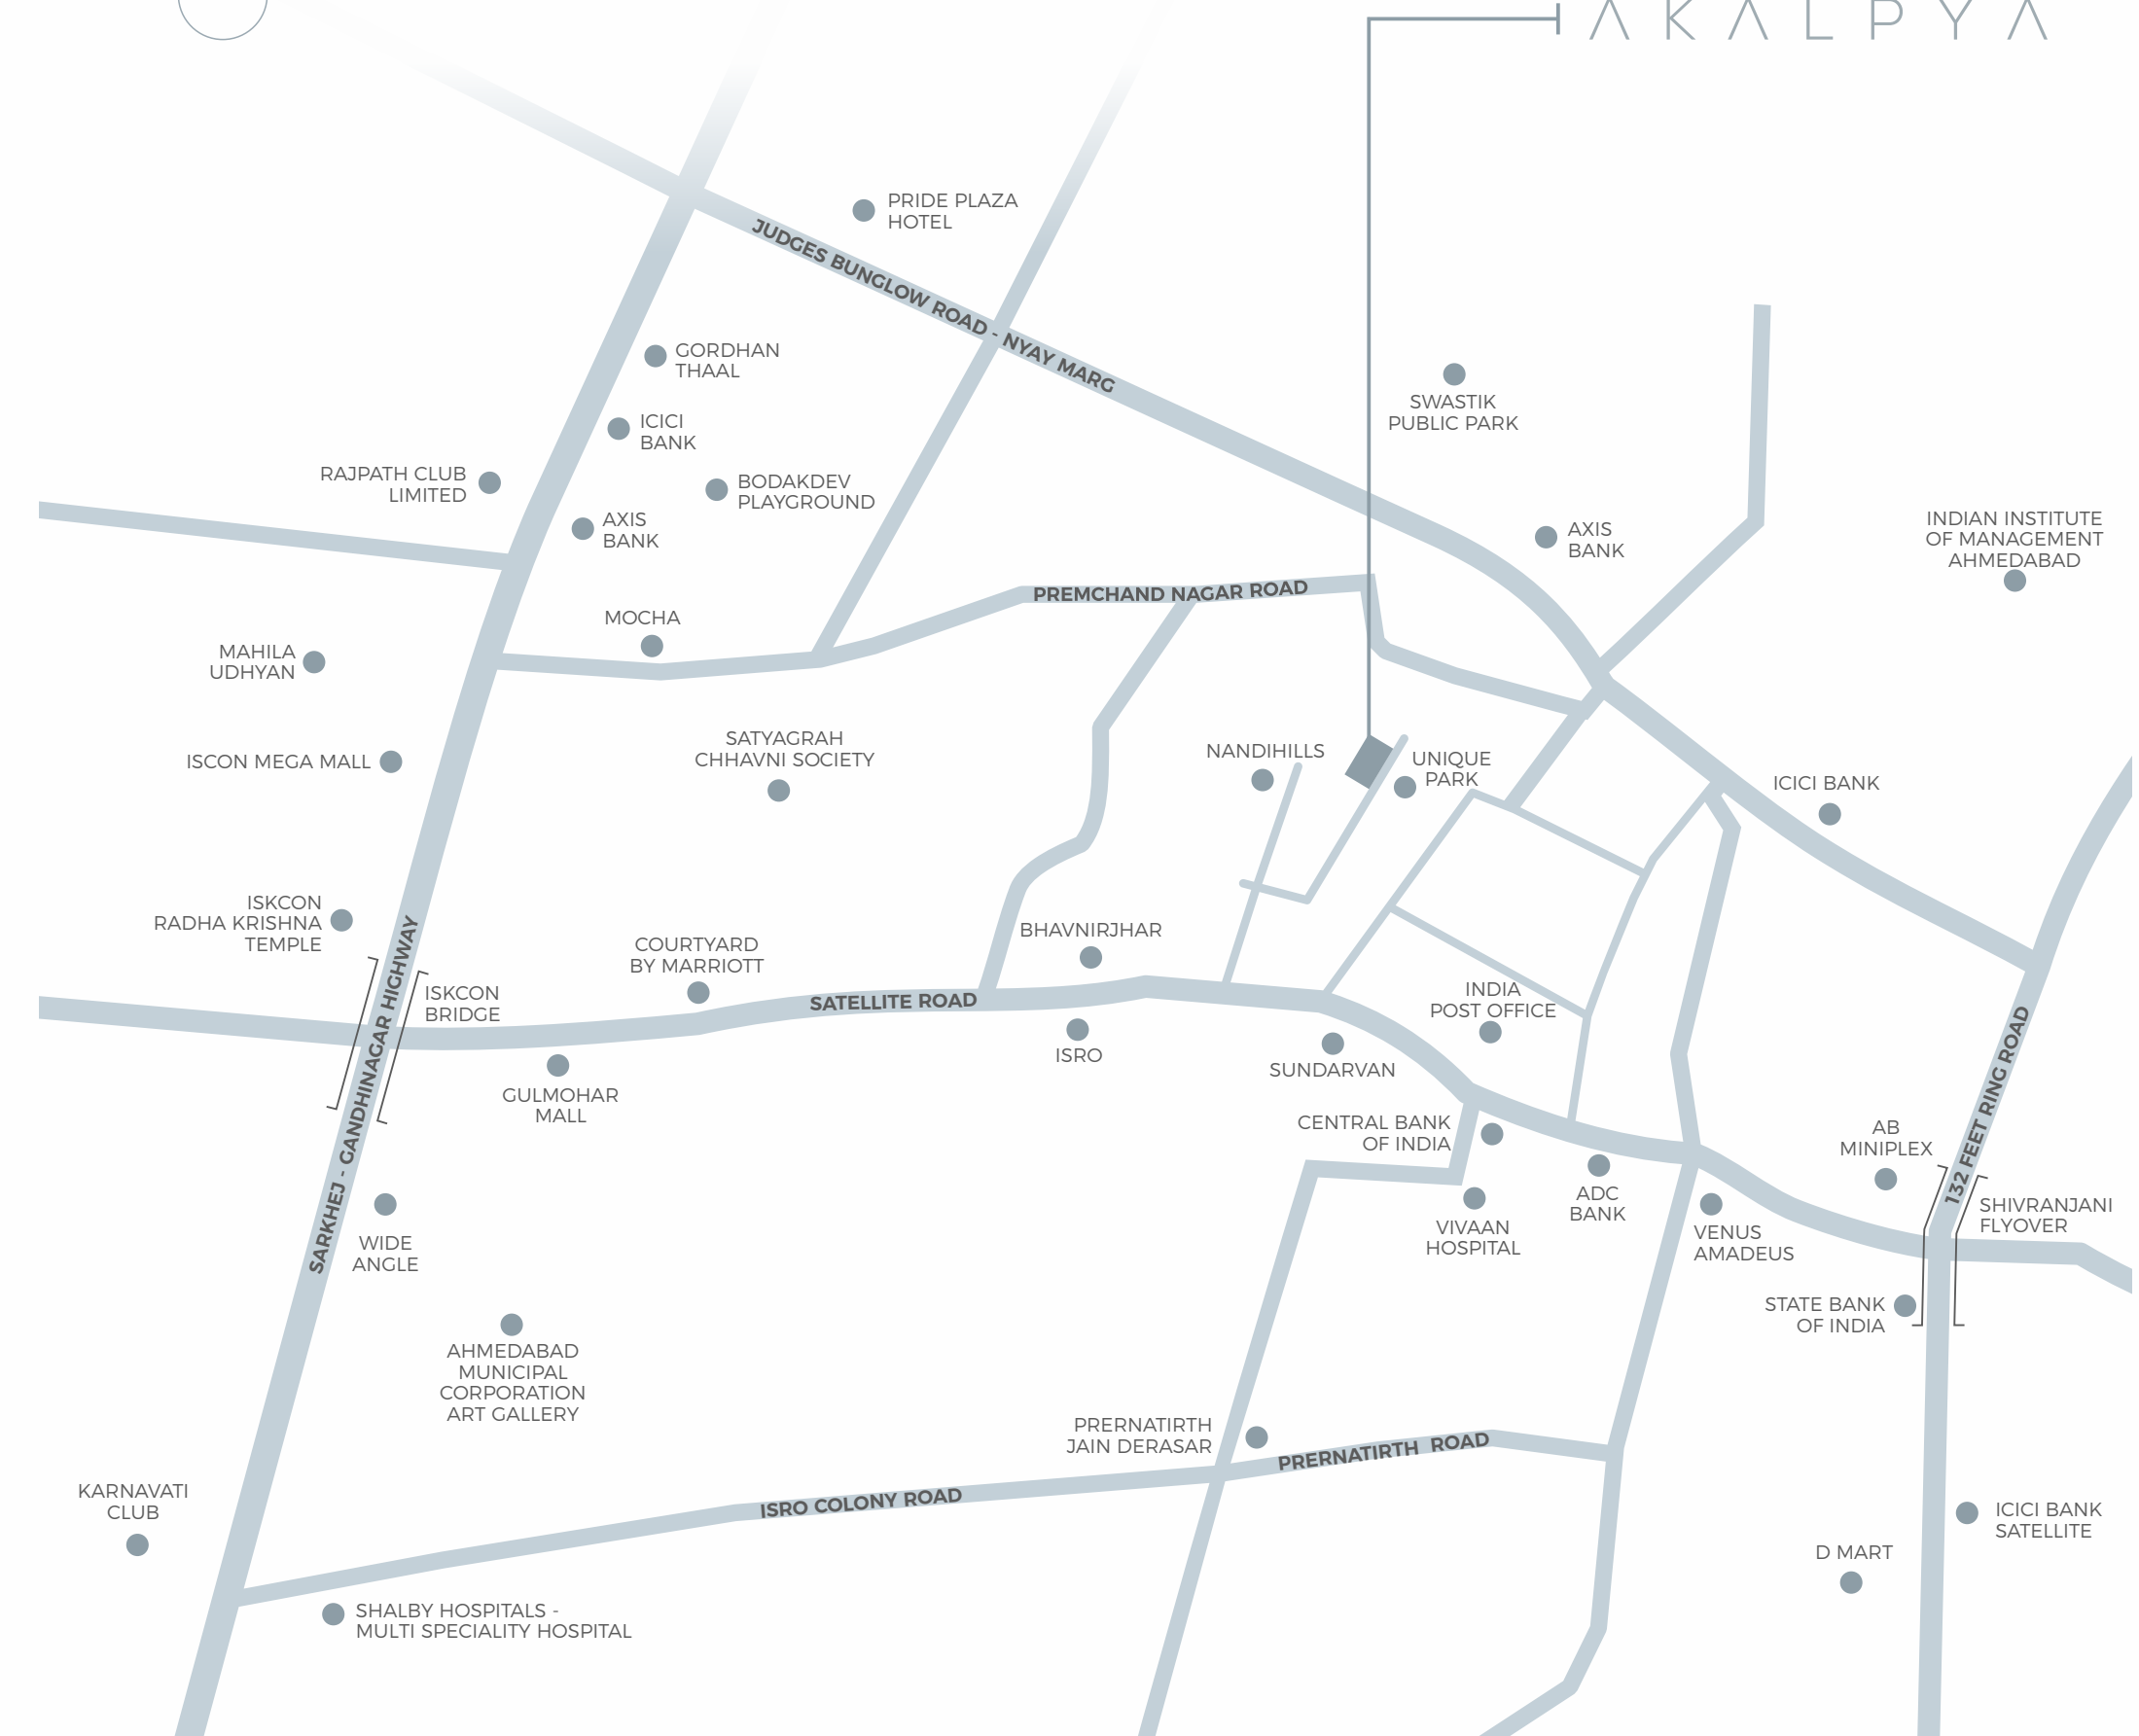 AKALPYA
PRIDE PLAZA
HOTEL
JUDGES BUNGLOW ROAD - NYAY MARG
GORDHAN
THAAL
ICICI
BANK
SWASTIK
PUBLIC PARK
RAJPATH CLUB
LIMITED
BODAKDEV
PLAYGROUND
AXIS
BANK
AXIS
BANK
INDIAN INSTITUTE
OF MANAGEMENT
AHMEDABAD
PREMCHAND NAGAR ROAD
MOCHA
MAHILA
UDHYAN
SATYAGRAH
CHHAVNI SOCIETY
NANDIHILLS
UNIQUE
PARK
ISCON MEGA MALL
ICICI BANK
ISKCON
RADHA KRISHNA
TEMPLE
SARKHEJ - GANDHINAGAR HIGHWAY
COURTYARD
BY MARRIOTT
BHAVNIRJHAR
ISKCON
BRIDGE
SATELLITE ROAD
INDIA
POST OFFICE
ISRO
SUNDARVAN
132 FEET RING ROAD
GULMOHAR
MALL
CENTRAL BANK
OF INDIA
AB
MINIPLEX
ADC
BANK
SHIVRANJANI
FLYOVER
VIVAAN
HOSPITAL
VENUS
AMADEUS
WIDE
ANGLE
STATE BANK
OF INDIA
AHMEDABAD
MUNICIPAL
CORPORATION
ART GALLERY
PRERNATIRTH
JAIN DERASAR
PRERNATIRTH ROAD
KARNAVATI
CLUB
ISRO COLONY ROAD
ICICI BANK
SATELLITE
D MART
SHALBY HOSPITALS -
MULTI SPECIALITY HOSPITAL